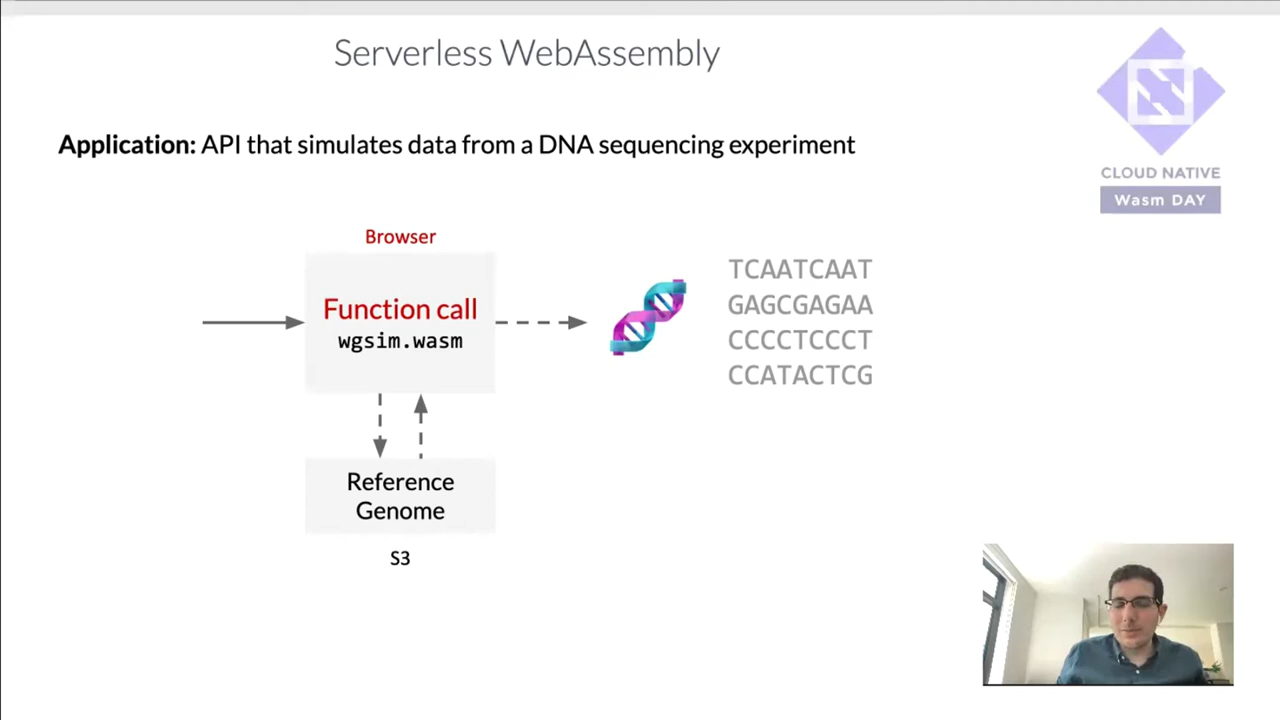 Serverless WebAssembly
Application: API that simulates data from a DNA sequencing experiment
CLOUD NATIVE
Wasm DAY
Browser
Function call
wgsim.wasm
TCAATCAAT
GAGCGAGAA
CCCCTCCCT
CCATACTCG
Reference
Genome
S3